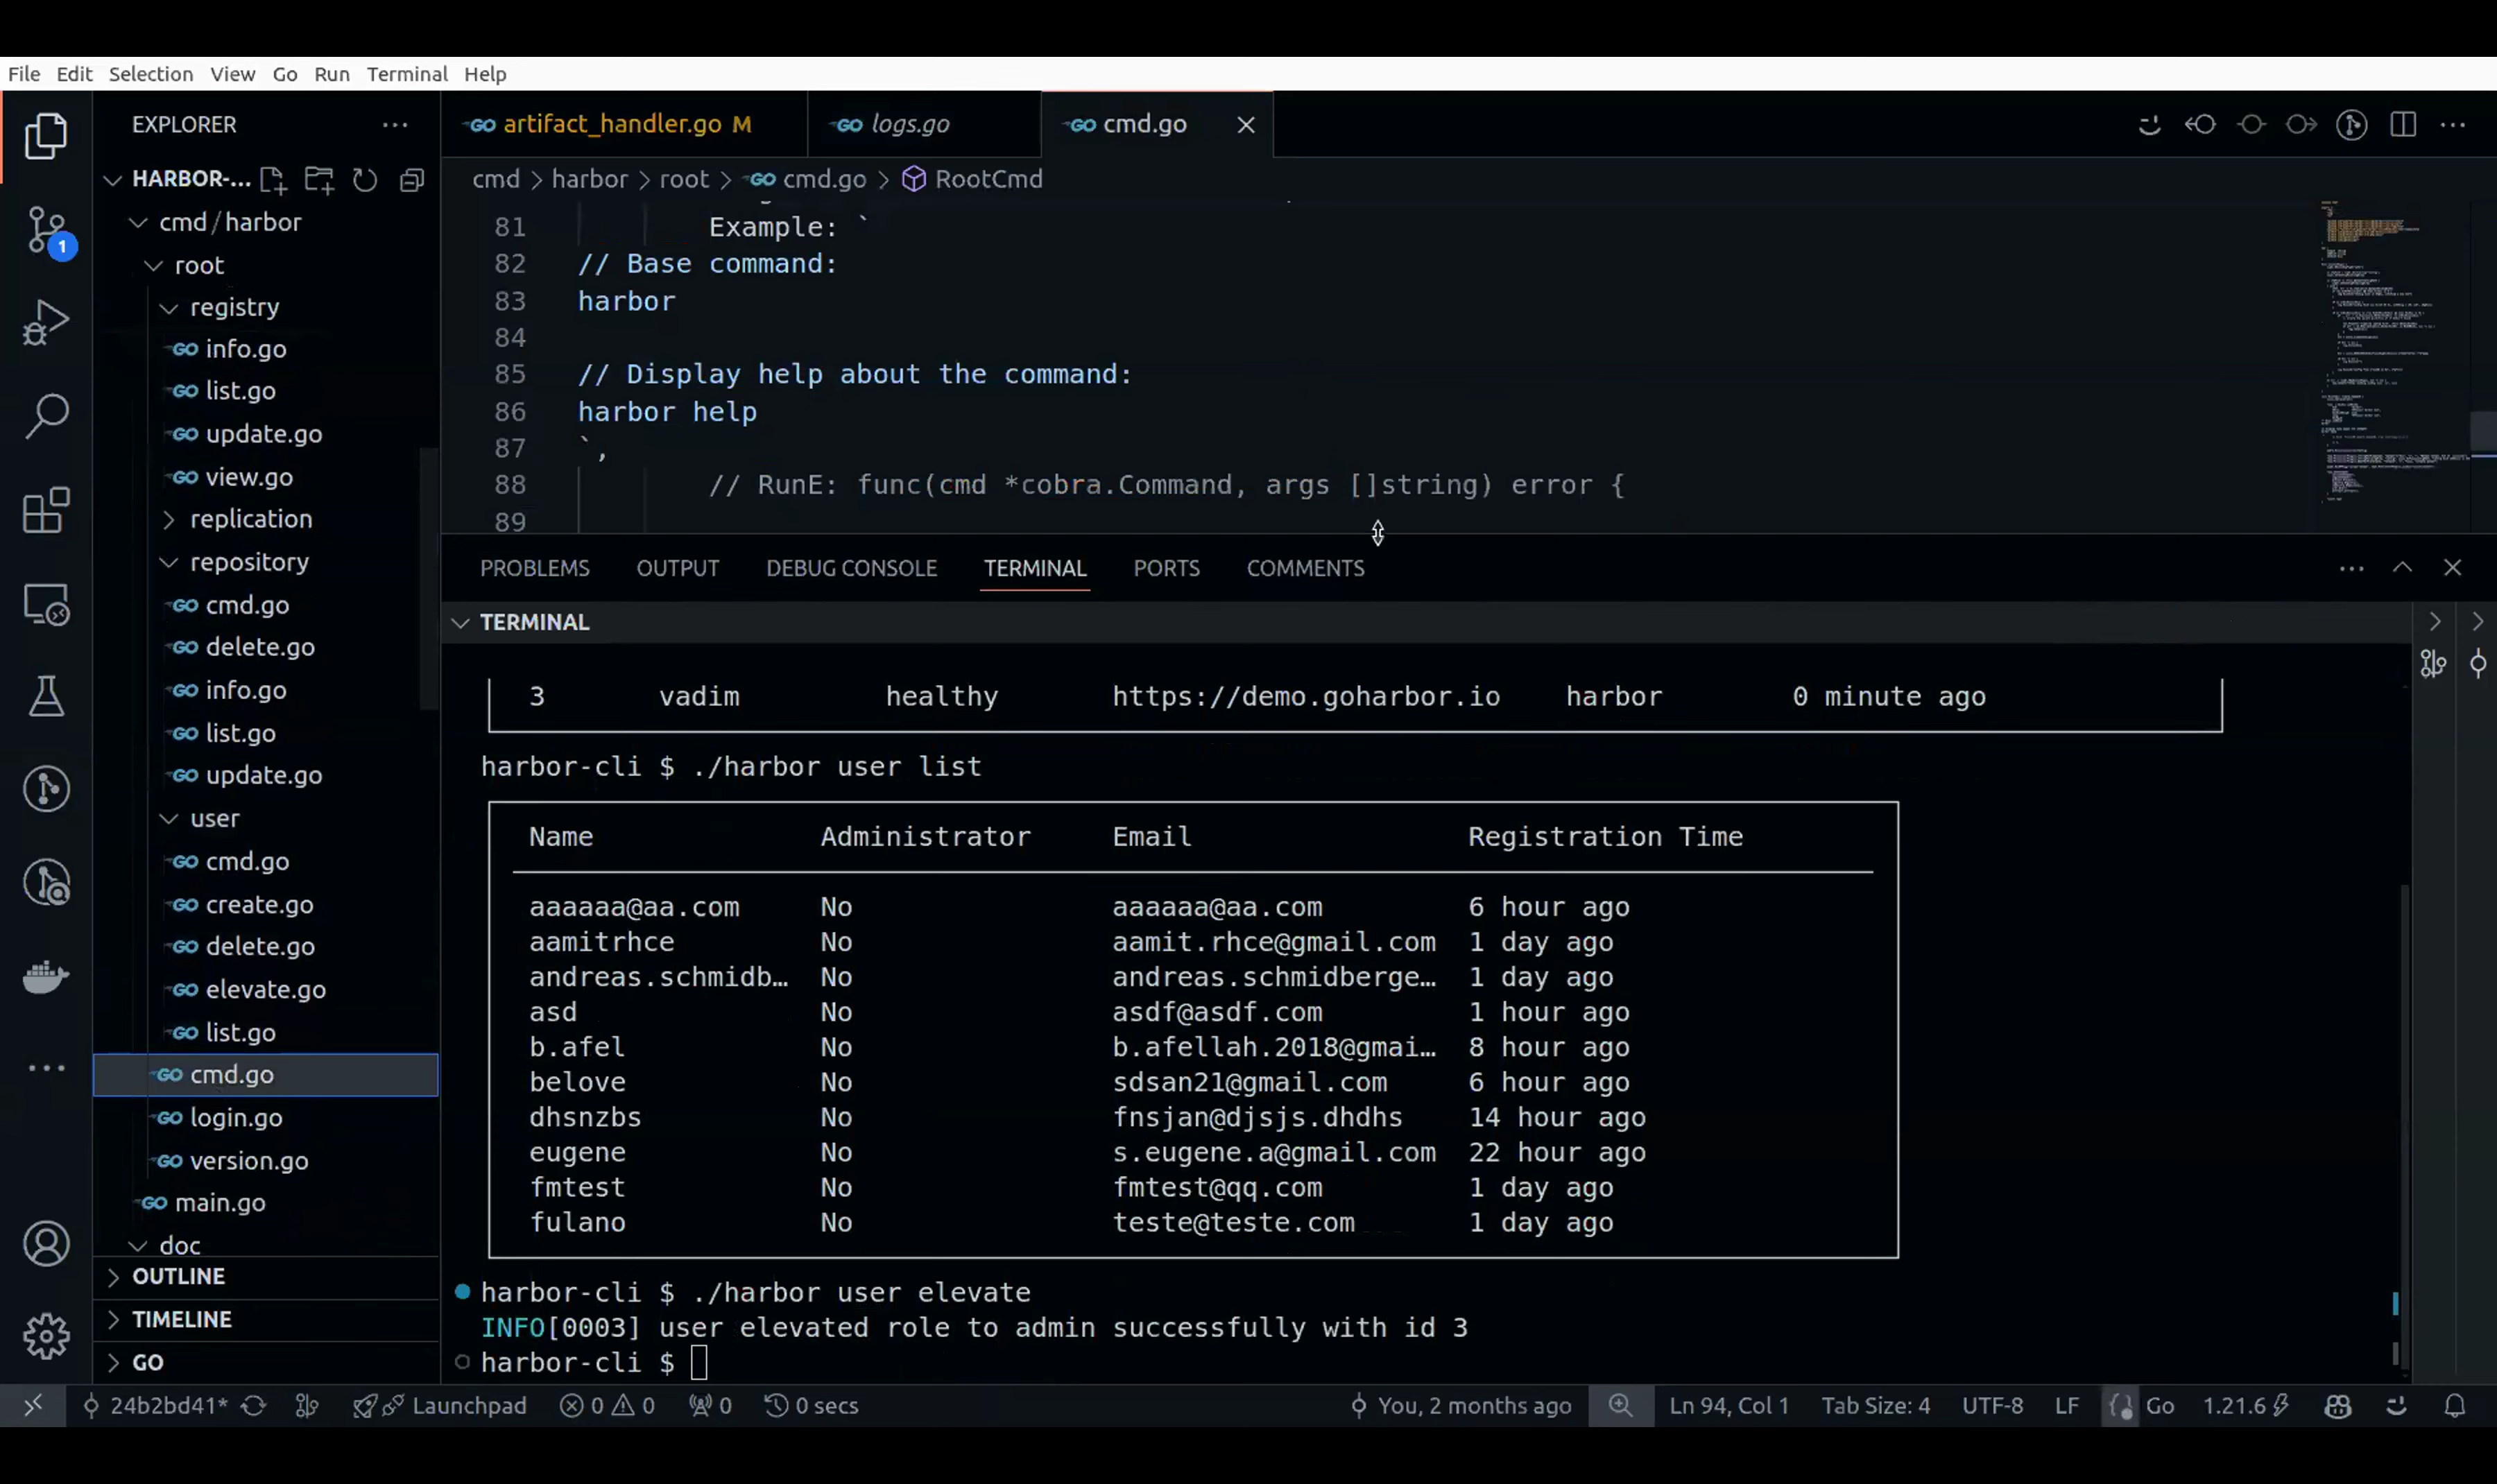 File Edit Selection View Go Run Terminal Help
EXPLORER
HARBOR-...
cmd/harbor
root
registry
info.go
list.go
update.go
view.go
replication
repository
cmd.go
delete.go
info.go
list.go
update.go
user
cmd.go
create.go
delete.go
elevate.go
list.go
cmd.go
login.go
version.go
main.go
doc
OUTLINE
TIMELINE
GO
1
artifact_handler.go M
logs.go
cmd.go
cmd > harbor > root > cmd.go > RootCmd
81 Example: `
82 // Base command:
83 harbor
84
85 // Display help about the command:
86 harbor help
87 `,
88 // RunE: func(cmd *cobra.Command, args []string) error {
89
PROBLEMS OUTPUT DEBUG CONSOLE TERMINAL PORTS COMMENTS
TERMINAL
3 vadim healthy https://demo.goharbor.io harbor 0 minute ago
harbor-cli $ ./harbor user list
Name Administrator Email Registration Time
aaaaaa@aa.com No aaaaaa@aa.com 6 hour ago
aamitrhce No aamit.rhce@gmail.com 1 day ago
andreas.schmidb… No andreas.schmidberge… 1 day ago
asd No asdf@asdf.com 1 hour ago
b.afel No b.afellah.2018@gmai… 8 hour ago
belove No sdsan21@gmail.com 6 hour ago
dhsnzbs No fnsjan@djsjs.dhdhs 14 hour ago
eugene No s.eugene.a@gmail.com 22 hour ago
fmtest No fmtest@qq.com 1 day ago
fulano No teste@teste.com 1 day ago
harbor-cli $ ./harbor user elevate
INFO[0003] user elevated role to admin successfully with id 3
harbor-cli $
24b2bd41* Launchpad 0 0 0 0 secs You, 2 months ago Ln 94, Col 1 Tab Size: 4 UTF-8 LF Go 1.21.6